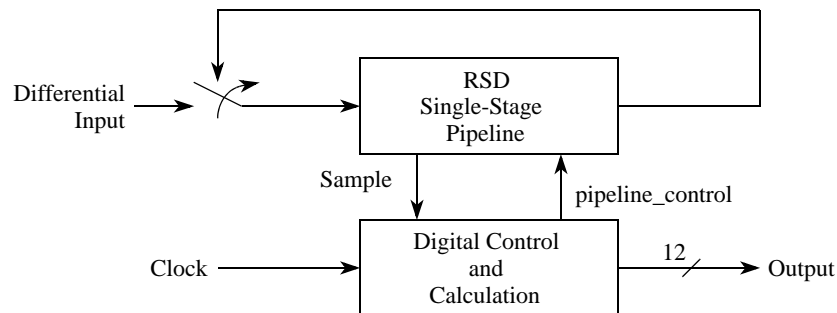 RSD
Single-Stage
Pipeline
Differential
Input
Sample
pipeline_control
Digital Control
and
Calculation
Clock
12
Output